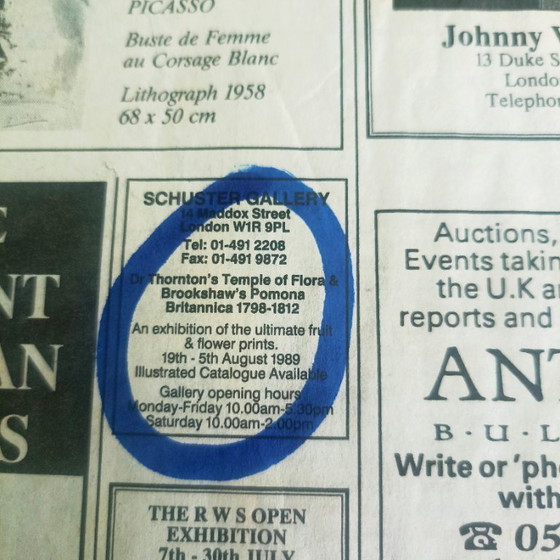 PICASSO
Buste de Femme
au Corsage Blanc
Lithograph 1958
68 x 50 cm
Johnny
13 Duke
Telepho
E
NT
AN
S
SCHUSTER GALLERY
14 Maddox Street
London W1R 9PL
Tel: 01-491 2208
Fax: 01-491 9872
Dr Thornton's Temple of Flora &
Brookshaw's Pomona
Britannica 1798-1812
An exhibition of the ultimate fruit
& flower prints.
19th - 5th August 1989
Illustrated Catalogue Available
Gallery opening hours
Monday-Friday 10.00am-5.30pm
Saturday 10.00am-2.00pm
THE R W S OPEN
EXHIBITION
7th - 30th JULY
Auctions,
Events takin
the U.K a
reports and
ANT
B · U · L
Write or 'pho
with
☎ 05